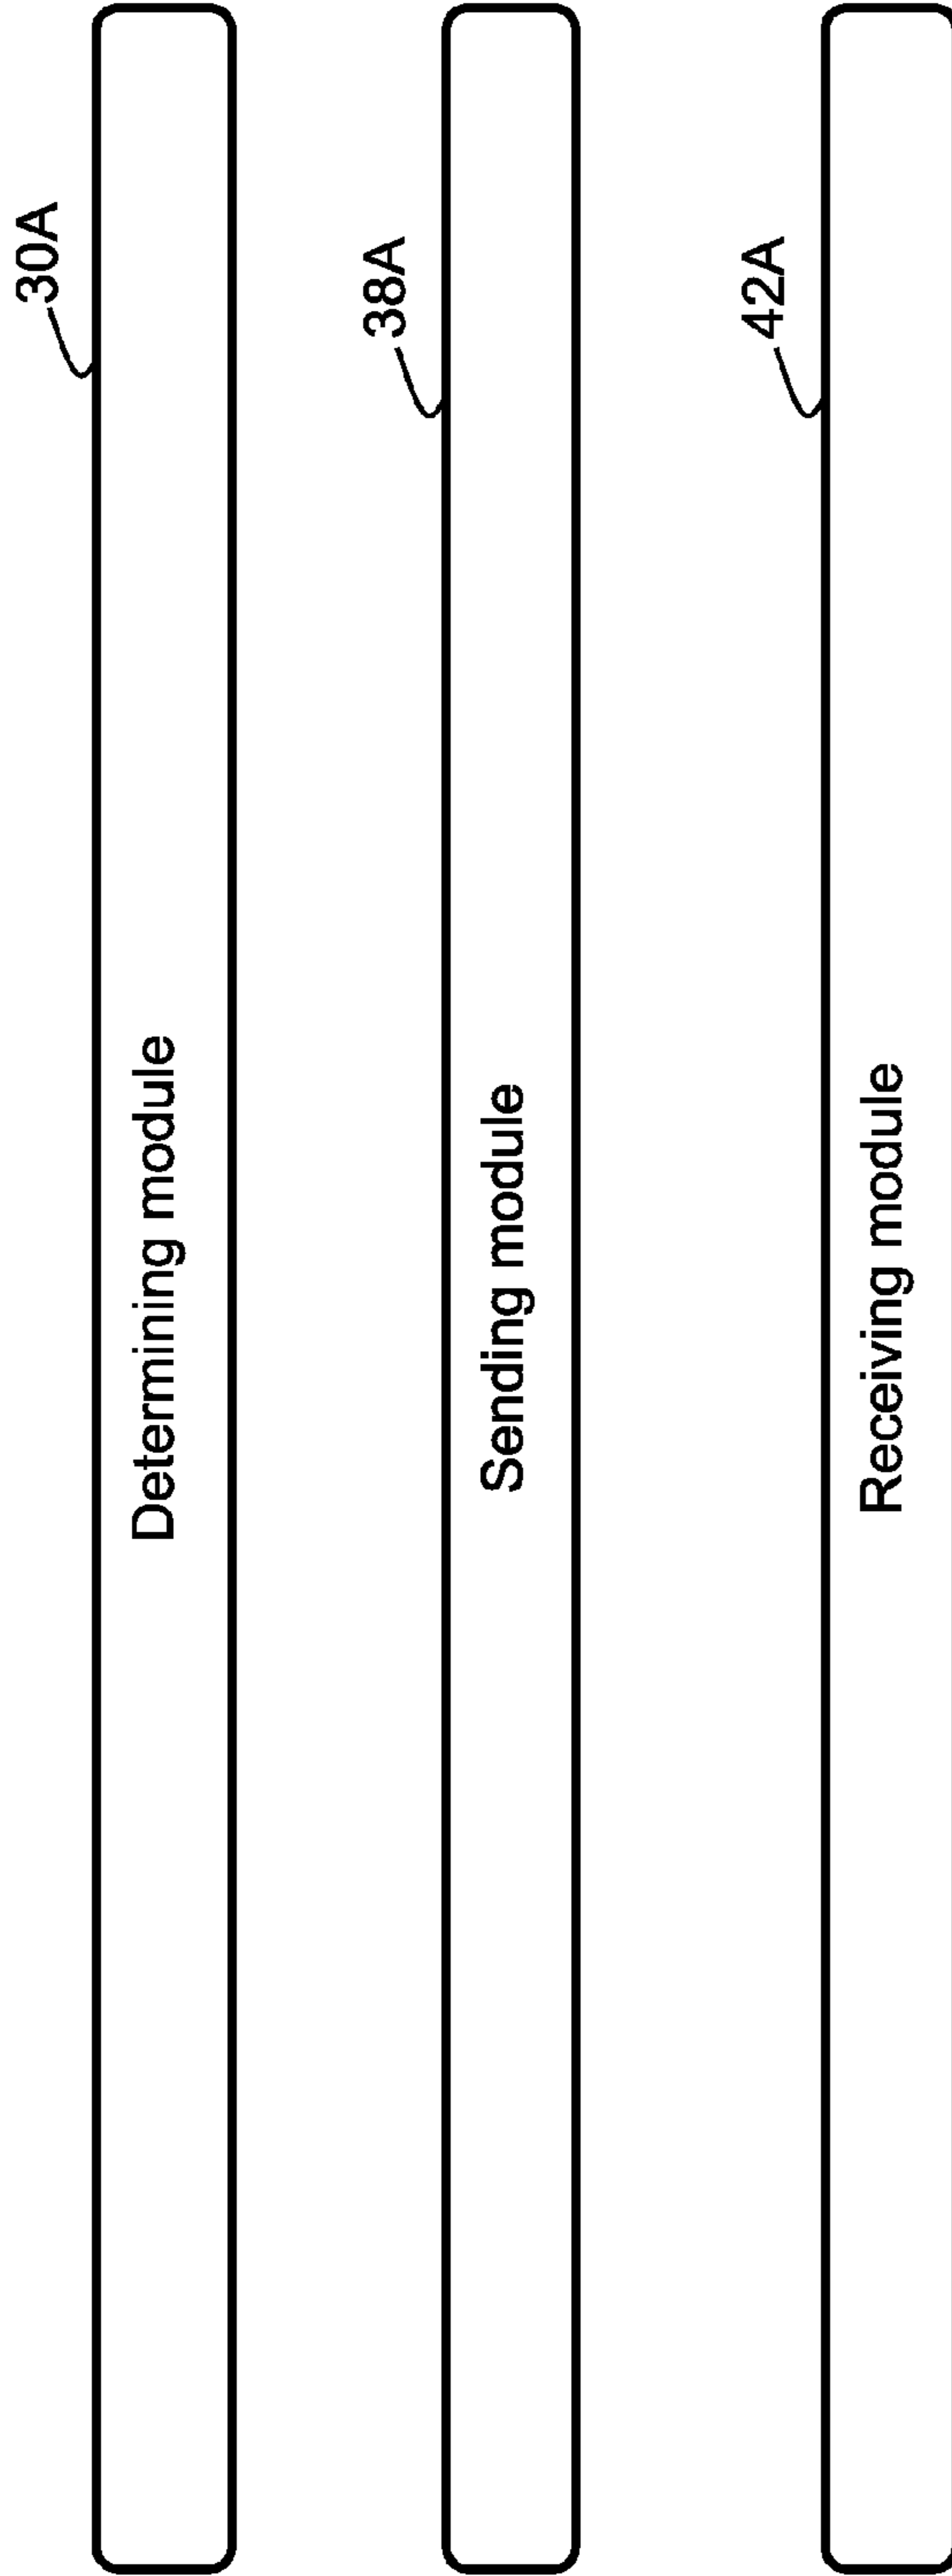 30A
Determining module
38A
Sending module
42A
Receiving module